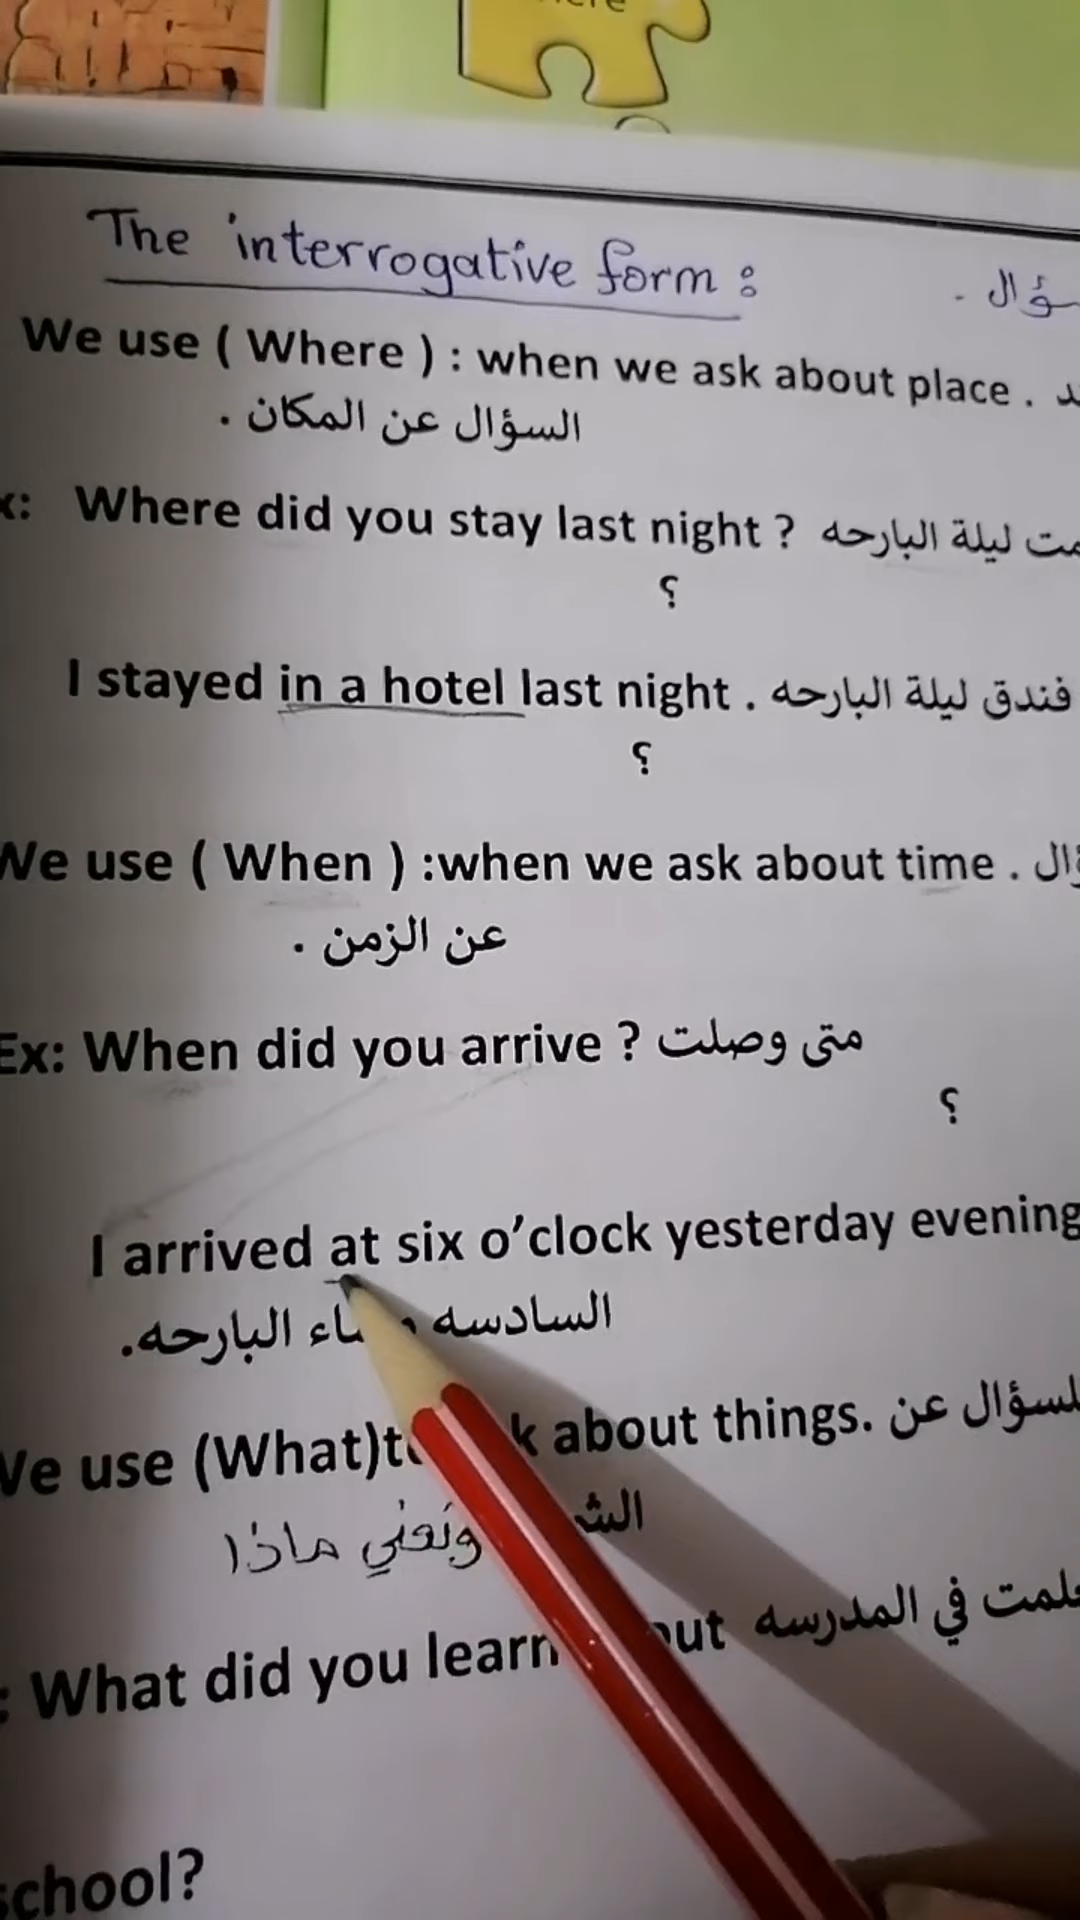 The interrogative form :
We use ( Where ) : when we ask about place .
السؤال عن المكان .
Where did you stay last night ? ليلة البارحه
؟
I stayed in a hotel last night . فندق ليلة البارحه
؟
We use ( When ) :when we ask about time .
عن الزمن .
Ex: When did you arrive ? متى وصلت
؟
I arrived at six o'clock yesterday evening
السادسه البارحه.
We use (What) about things. للسؤال عن
وتعني ماذا
: What did you learn في المدرسه
school?